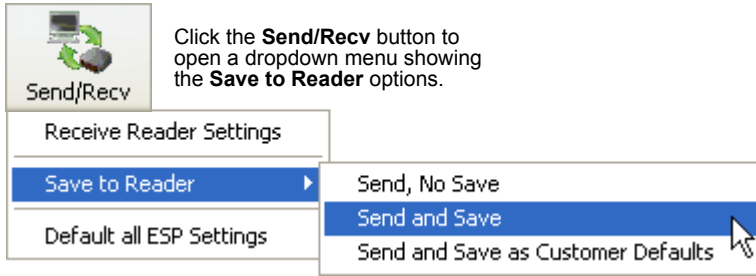 Click the Send/Recv button to
open a dropdown menu showing
the Save to Reader options.
Send/Recv
Receive Reader Settings
Save to Reader
Default all ESP Settings
Send, No Save
Send and Save
Send and Save as Customer Defaults